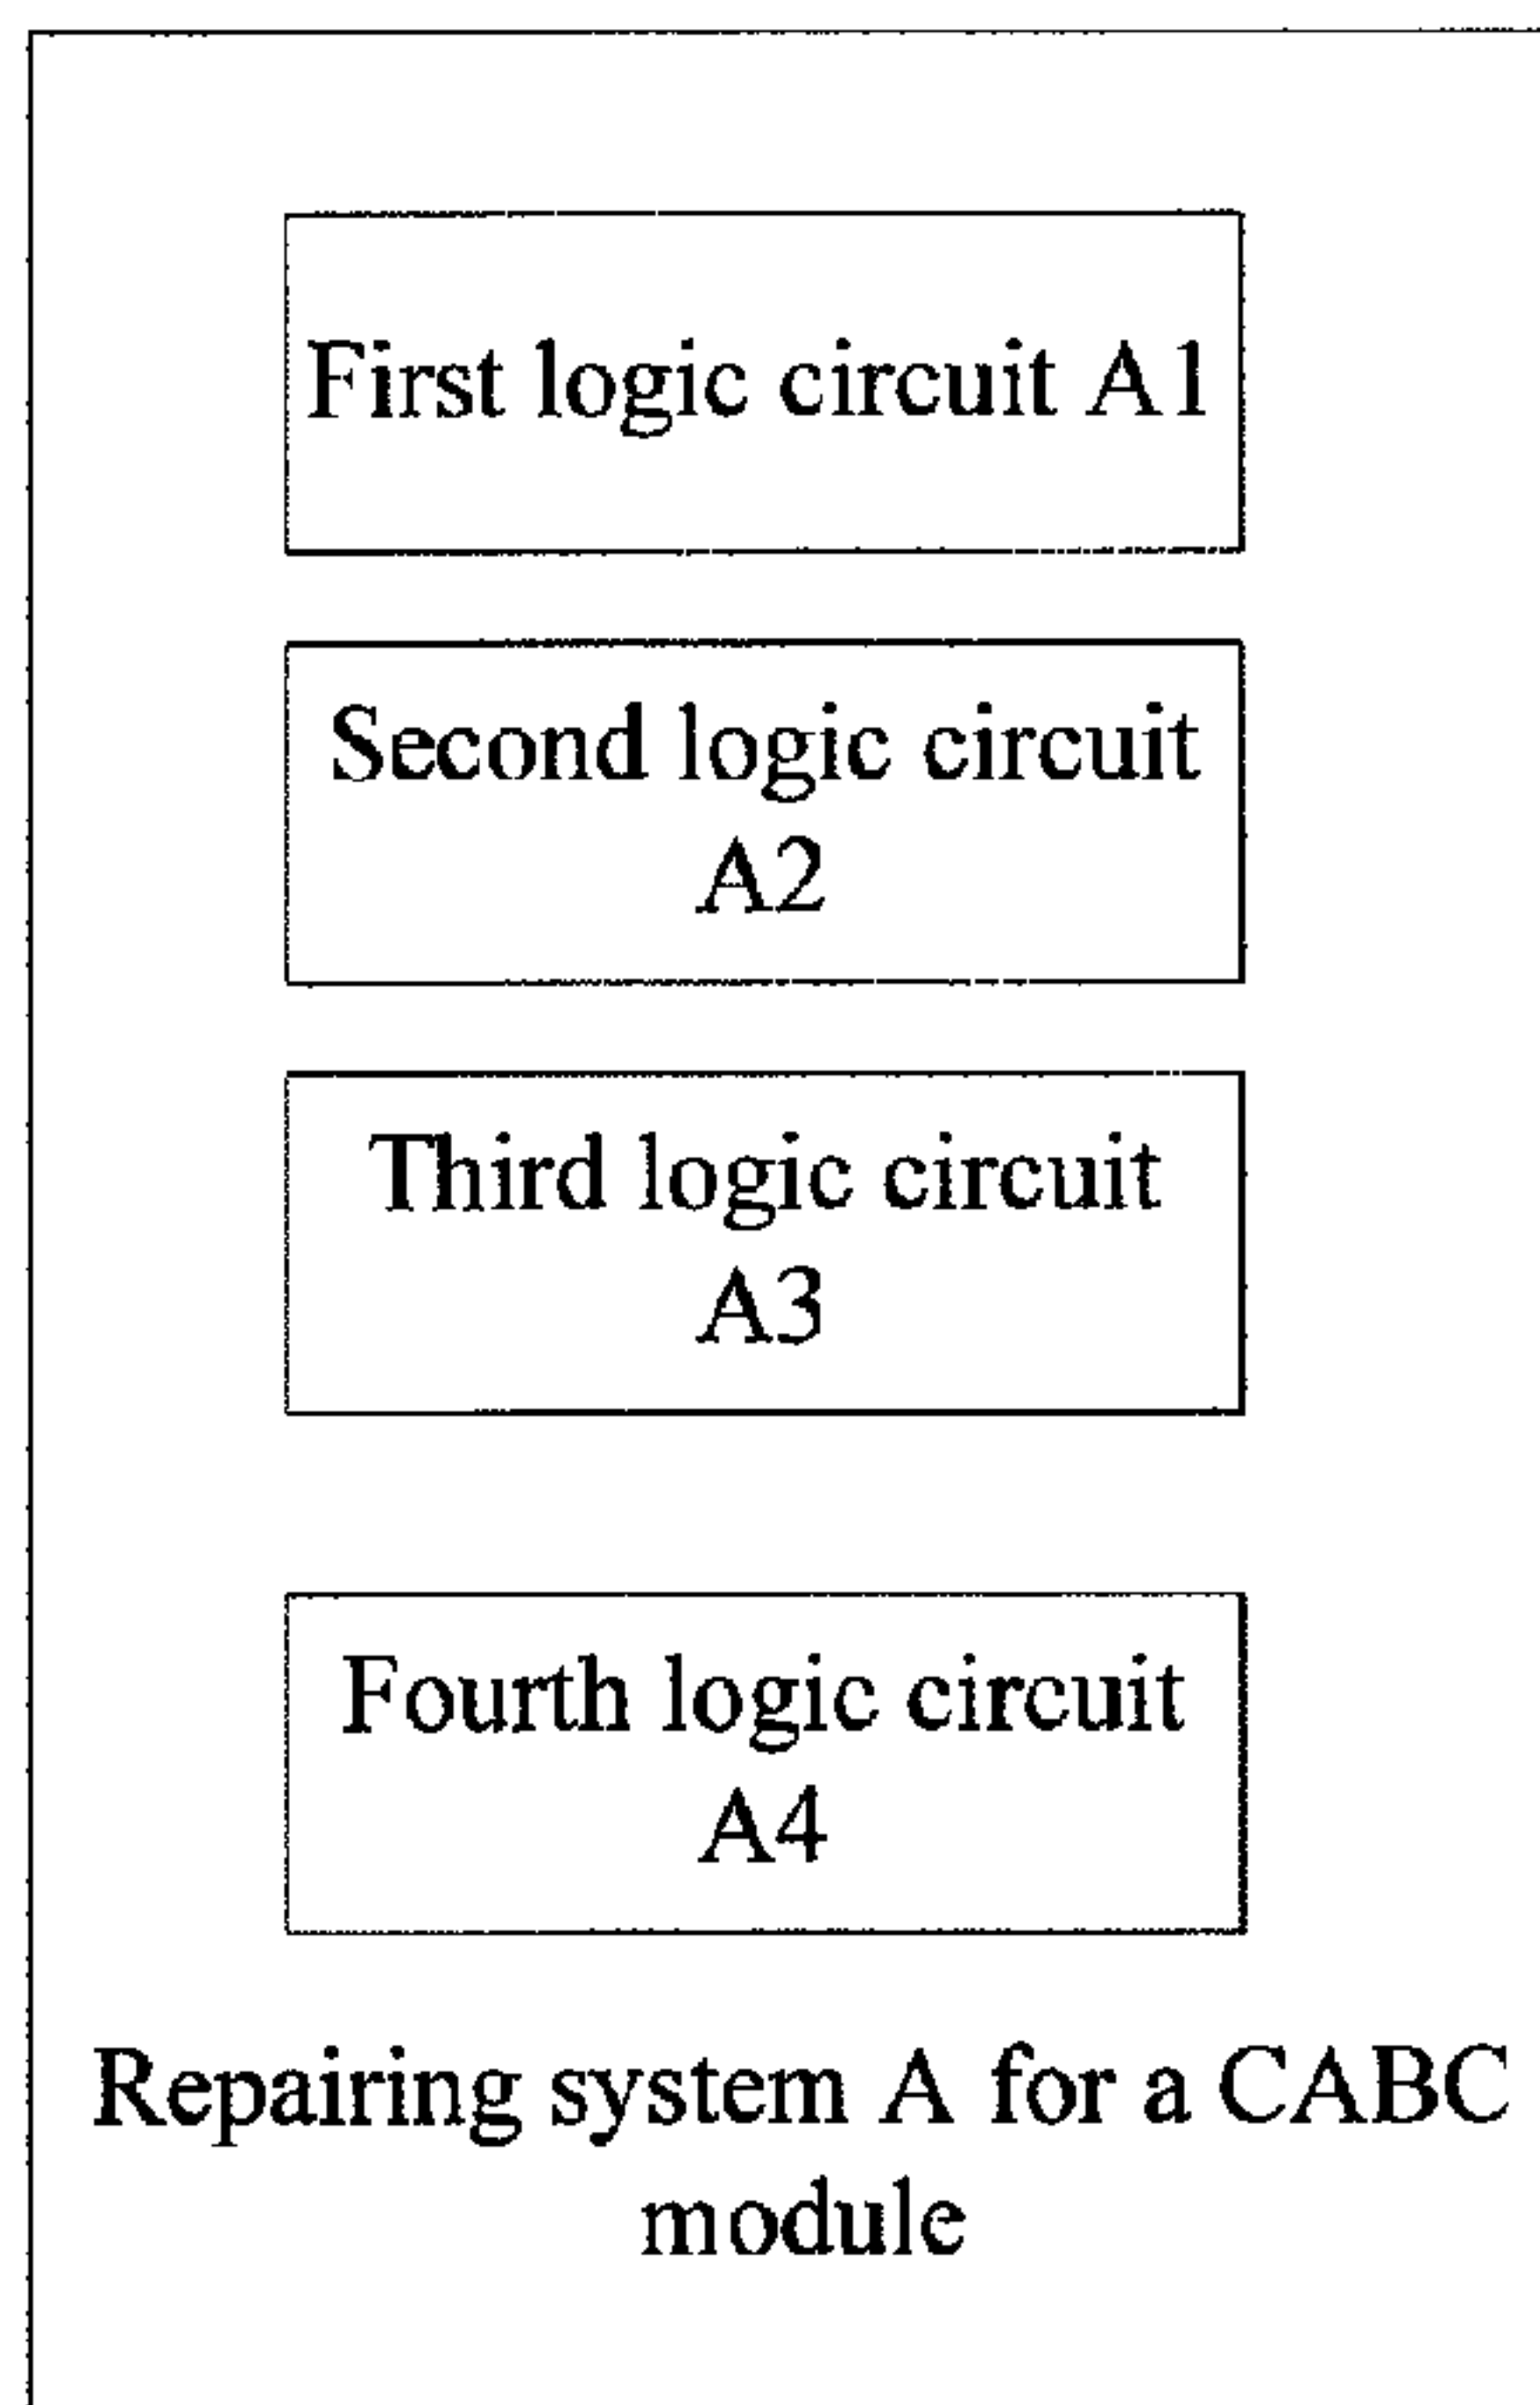 First logic circuit A1
Second logic circuit
A2
Third logic circuit
A3
Fourth logic circuit
A4
Repairing system A for a CABC
module